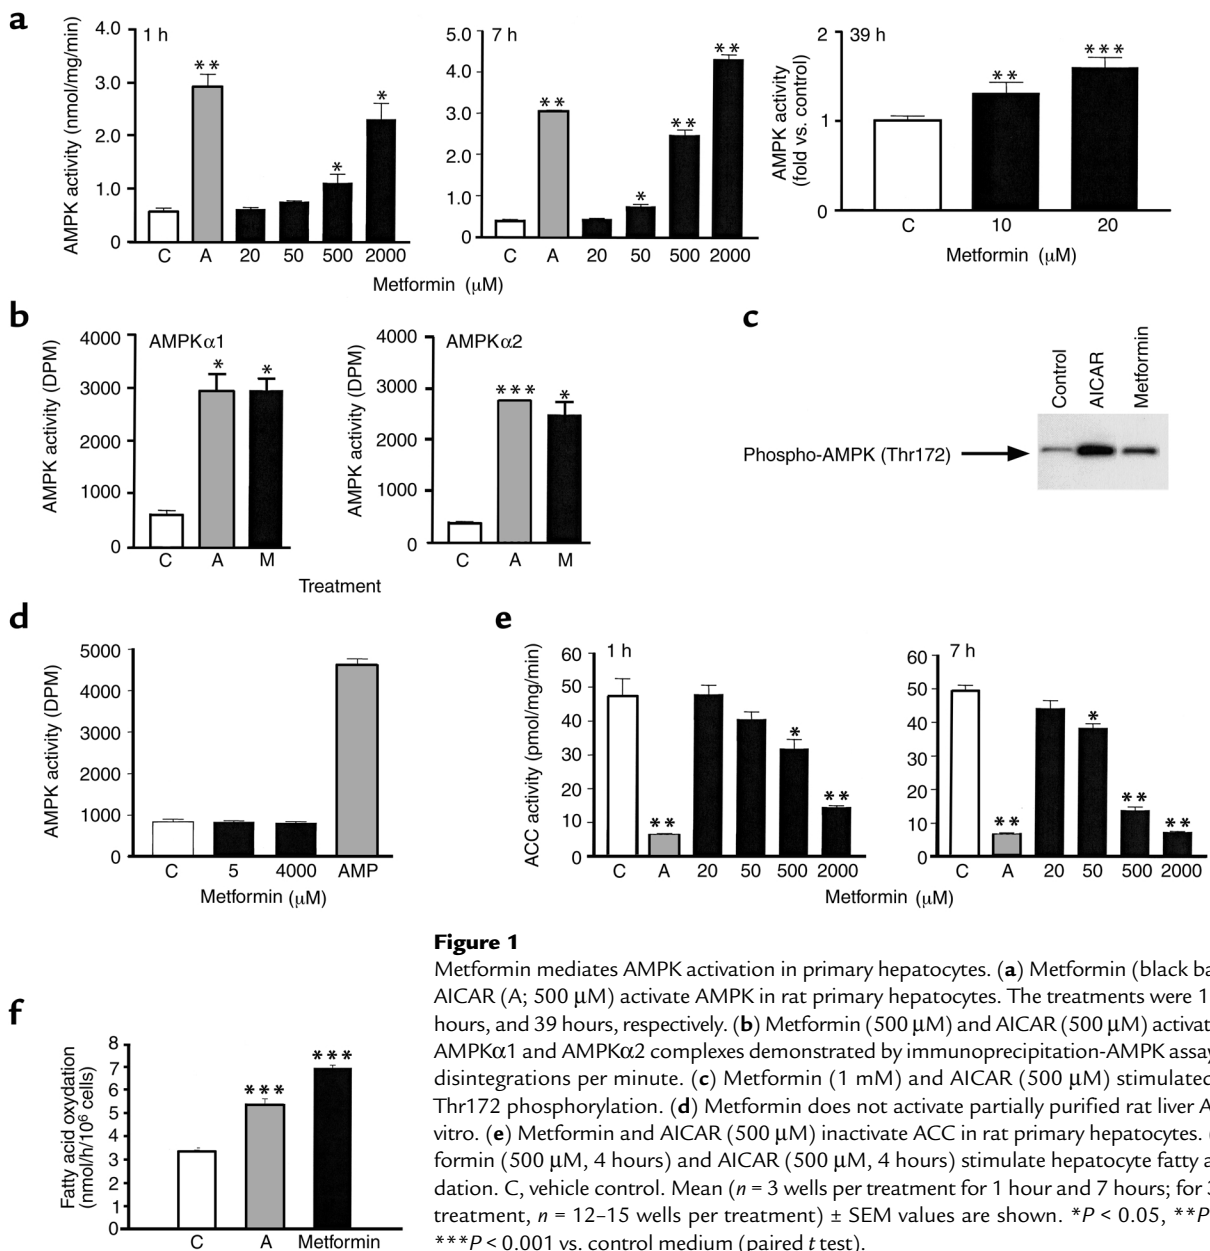 a
1 h
7 h
39 h
AMPK activity (nmol/mg/min)
4.0
3.0
2.0
1.0
0
**
*
*
C A 20 50 500 2000
5.0
4.0
3.0
2.0
1.0
0
**
*
**
**
C A 20 50 500 2000
Metformin (μM)
AMPK activity
(fold vs. control)
2
1
0
**
***
C 10 20
Metformin (μM)
b
AMPKα1
AMPK activity (DPM)
4000
3000
2000
1000
0
*
*
C A M
AMPKα2
AMPK activity (DPM)
4000
3000
2000
1000
0
***
*
C A M
Treatment
c
Control
AICAR
Metformin
Phospho-AMPK (Thr172)
d
AMPK activity (DPM)
5000
4000
3000
2000
1000
0
C 5 4000 AMP
Metformin (μM)
e
1 h
ACC activity (pmol/mg/min)
60
50
40
30
20
10
0
**
*
**
C A 20 50 500 2000
7 h
60
50
40
30
20
10
0
**
*
**
**
C A 20 50 500 2000
Metformin (μM)
f
Fatty acid oxydation
(nmol/h/10⁶ cells)
8
7
6
5
4
3
2
1
0
***
***
C A Metformin
Figure 1
Metformin mediates AMPK activation in primary hepatocytes. (a) Metformin (black ba
AICAR (A; 500 μM) activate AMPK in rat primary hepatocytes. The treatments were 1
hours, and 39 hours, respectively. (b) Metformin (500 μM) and AICAR (500 μM) activat
AMPKα1 and AMPKα2 complexes demonstrated by immunoprecipitation-AMPK assay
disintegrations per minute. (c) Metformin (1 mM) and AICAR (500 μM) stimulated
Thr172 phosphorylation. (d) Metformin does not activate partially purified rat liver A
vitro. (e) Metformin and AICAR (500 μM) inactivate ACC in rat primary hepatocytes. (
formin (500 μM, 4 hours) and AICAR (500 μM, 4 hours) stimulate hepatocyte fatty a
dation. C, vehicle control. Mean (n = 3 wells per treatment for 1 hour and 7 hours; for 3
treatment, n = 12–15 wells per treatment) ± SEM values are shown. *P < 0.05, **P
***P < 0.001 vs. control medium (paired t test).